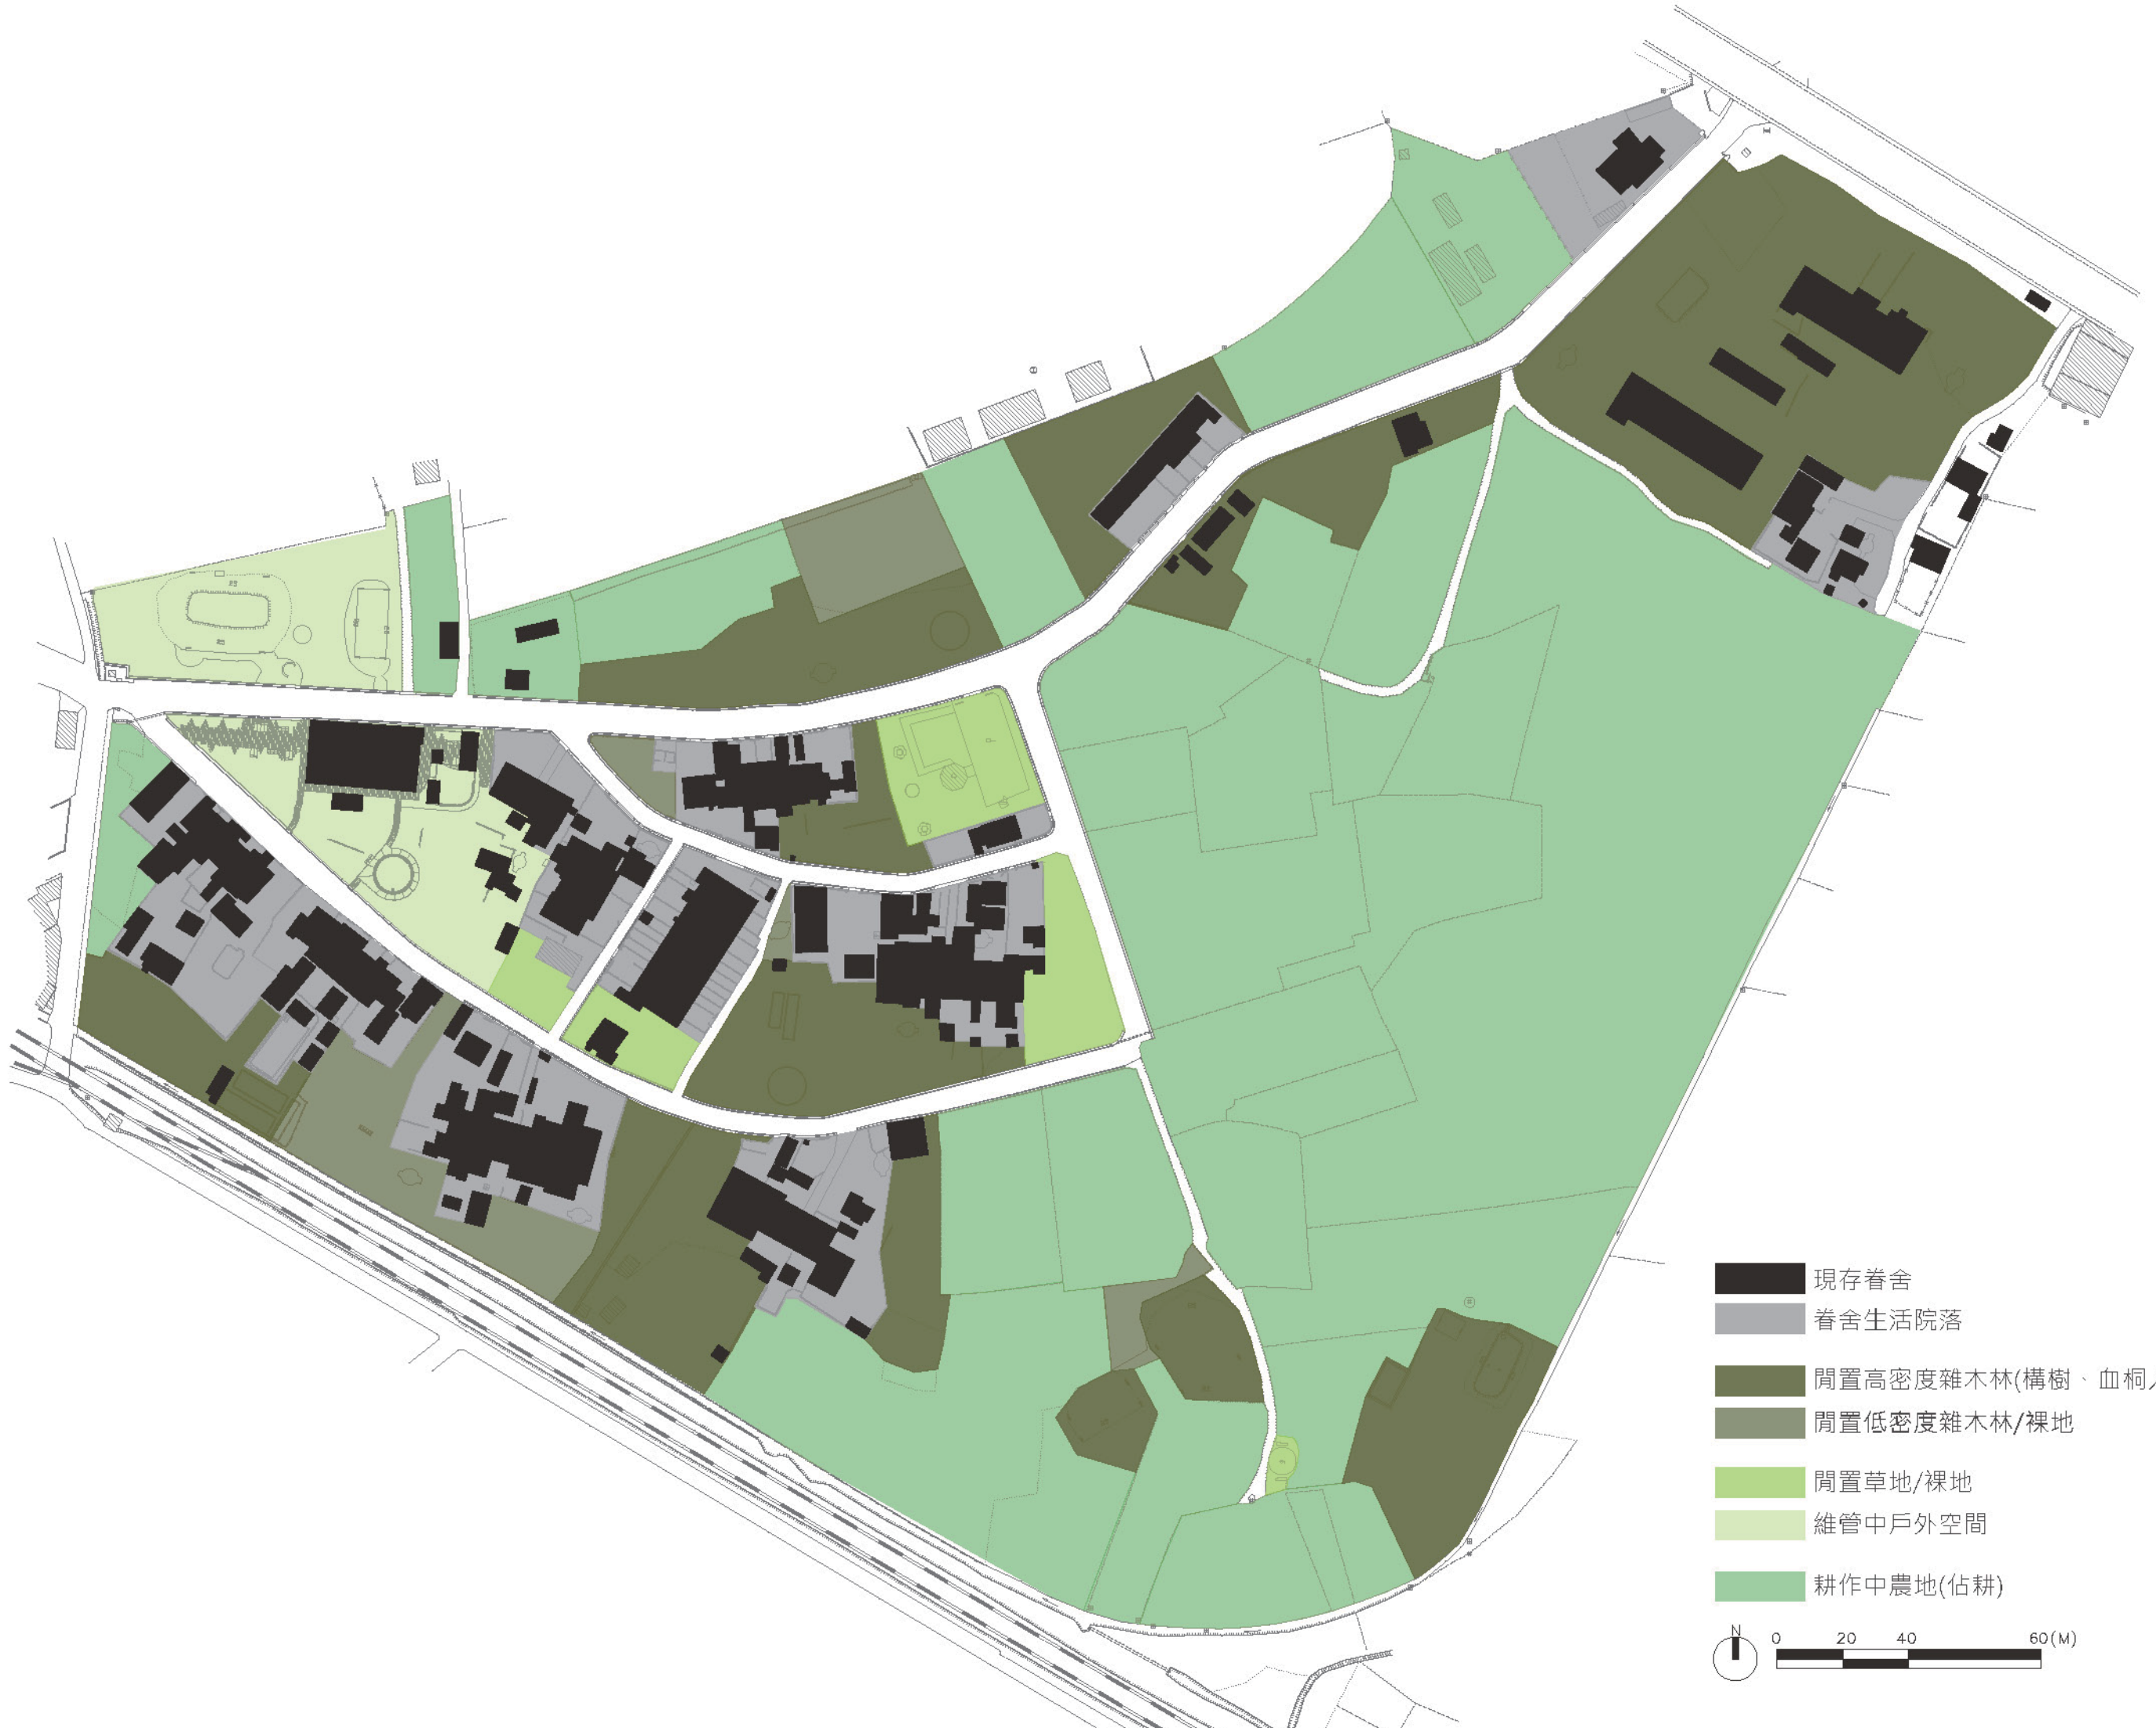 現存眷舍
眷舍生活院落
閒置高密度雜木林(構樹、血桐
閒置低密度雜木林/裸地
閒置草地/裸地
維管中戶外空間
耕作中農地(佔耕)
N
0 20 40 60(M)